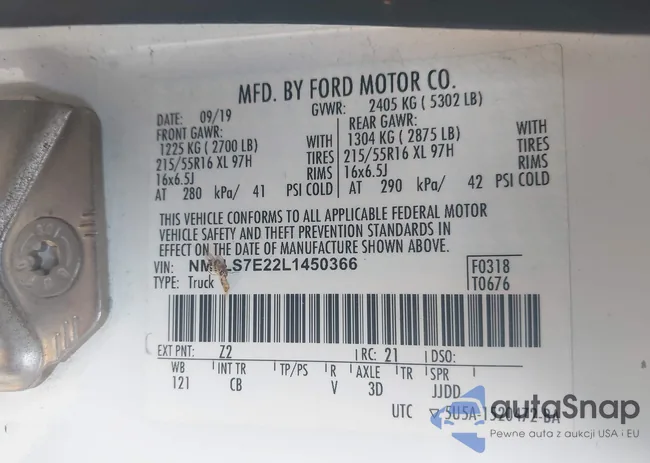 MFD. BY FORD MOTOR CO.
DATE: 09/19 GVWR: 2405 KG ( 5302 LB)
FRONT GAWR: REAR GAWR:
1225 KG ( 2700 LB) WITH 1304 KG ( 2875 LB) WITH
215/55R16 XL 97H TIRES 215/55R16 XL 97H TIRES
16x6.5J RIMS 16x6.5J RIMS
AT 280 kPa/ 41 PSI COLD AT 290 kPa/ 42 PSI COLD
THIS VEHICLE CONFORMS TO ALL APPLICABLE FEDERAL MOTOR
VEHICLE SAFETY AND THEFT PREVENTION STANDARDS IN
EFFECT ON THE DATE OF MANUFACTURE SHOWN ABOVE.
VIN: S7E22L1450366 F0318
TYPE: Truck T0676
EXT PNT: Z2 RC: 21 DSO:
WB INT TR TP/PS R AXLE TR SPR
121 CB V 3D JJDD
UTC ▽5U5A-1520472-BA
autoSnap
Pewne auta z aukcji USA i EU